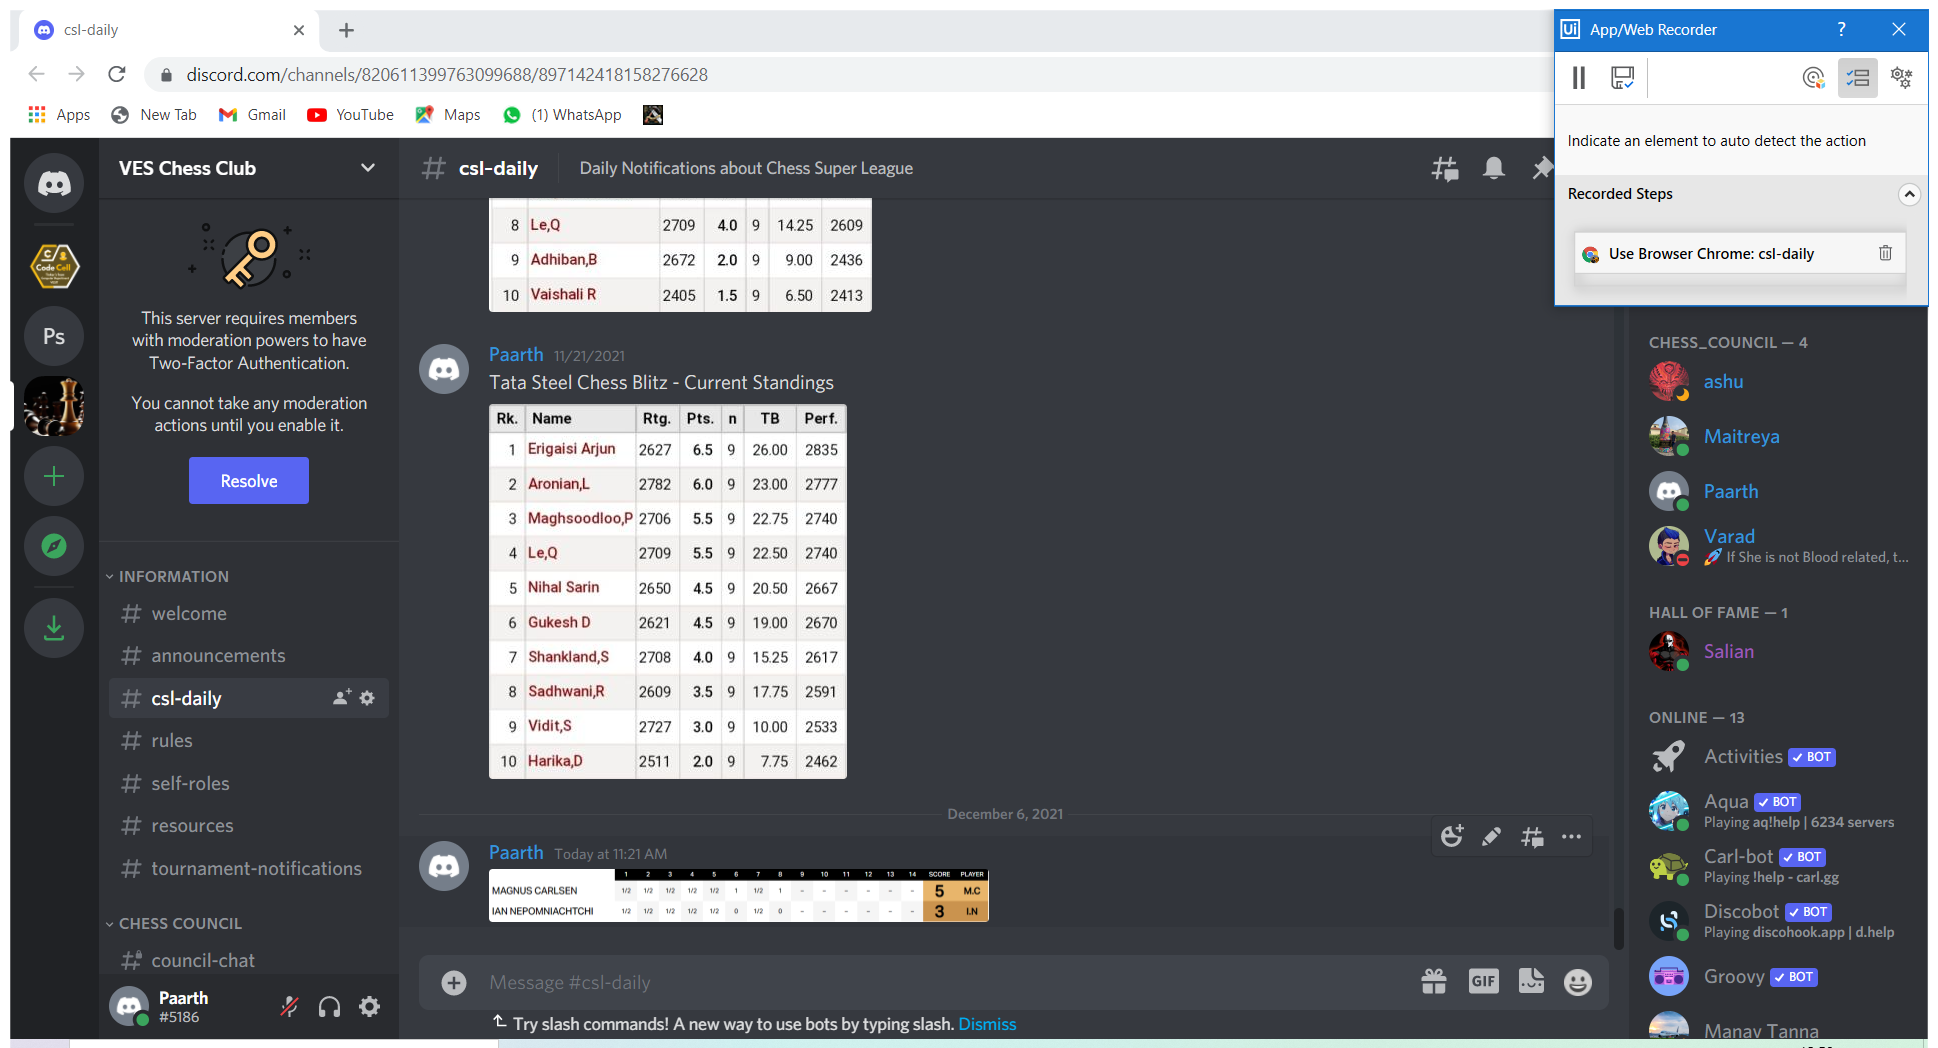 csl-daily
discord.com/channels/820611399763099688/897142418158276628
Apps
New Tab
Gmail
YouTube
Maps
(1) WhatsApp
Ui App/Web Recorder ?
Indicate an element to auto detect the action
Recorded Steps
Use Browser Chrome: csl-daily
Code Cell
Ps
VES Chess Club
This server requires members
with moderation powers to have
Two-Factor Authentication.
You cannot take any moderation
actions until you enable it.
Resolve
INFORMATION
# welcome
# announcements
# csl-daily
# rules
# self-roles
# resources
# tournament-notifications
CHESS COUNCIL
council-chat
Paarth
#5186
# csl-daily Daily Notifications about Chess Super League
8 Le,Q 2709 4.0 9 14.25 2609
9 Adhiban,B 2672 2.0 9 9.00 2436
10 Vaishali R 2405 1.5 9 6.50 2413
Paarth 11/21/2021
Tata Steel Chess Blitz - Current Standings
Rk. Name Rtg. Pts. n TB Perf.
1 Erigaisi Arjun 2627 6.5 9 26.00 2835
2 Aronian,L 2782 6.0 9 23.00 2777
3 Maghsoodloo,P 2706 5.5 9 22.75 2740
4 Le,Q 2709 5.5 9 22.50 2740
5 Nihal Sarin 2650 4.5 9 20.50 2667
6 Gukesh D 2621 4.5 9 19.00 2670
7 Shankland,S 2708 4.0 9 15.25 2617
8 Sadhwani,R 2609 3.5 9 17.75 2591
9 Vidit,S 2727 3.0 9 10.00 2533
10 Harika,D 2511 2.0 9 7.75 2462
December 6, 2021
Paarth Today at 11:21 AM
1 2 3 4 5 6 7 8 9 10 11 12 13 14 SCORE PLAYER
MAGNUS CARLSEN 1/2 1/2 1/2 1/2 1/2 1 1/2 1 - - - - - - 5 M.C
IAN NEPOMNIACHTCHI 1/2 1/2 1/2 1/2 1/2 0 1/2 0 - - - - - - 3 I.N
Message #csl-daily
GIF
Try slash commands! A new way to use bots by typing slash. Dismiss
CHESS_COUNCIL — 4
ashu
Maitreya
Paarth
Varad
If She is not Blood related, t...
HALL OF FAME — 1
Salian
ONLINE — 13
Activities BOT
Aqua BOT
Playing aq!help | 6234 servers
Carl-bot BOT
Playing !help - carl.gg
Discobot BOT
Playing discohook.app | d.help
Groovy BOT
Manav Tanna